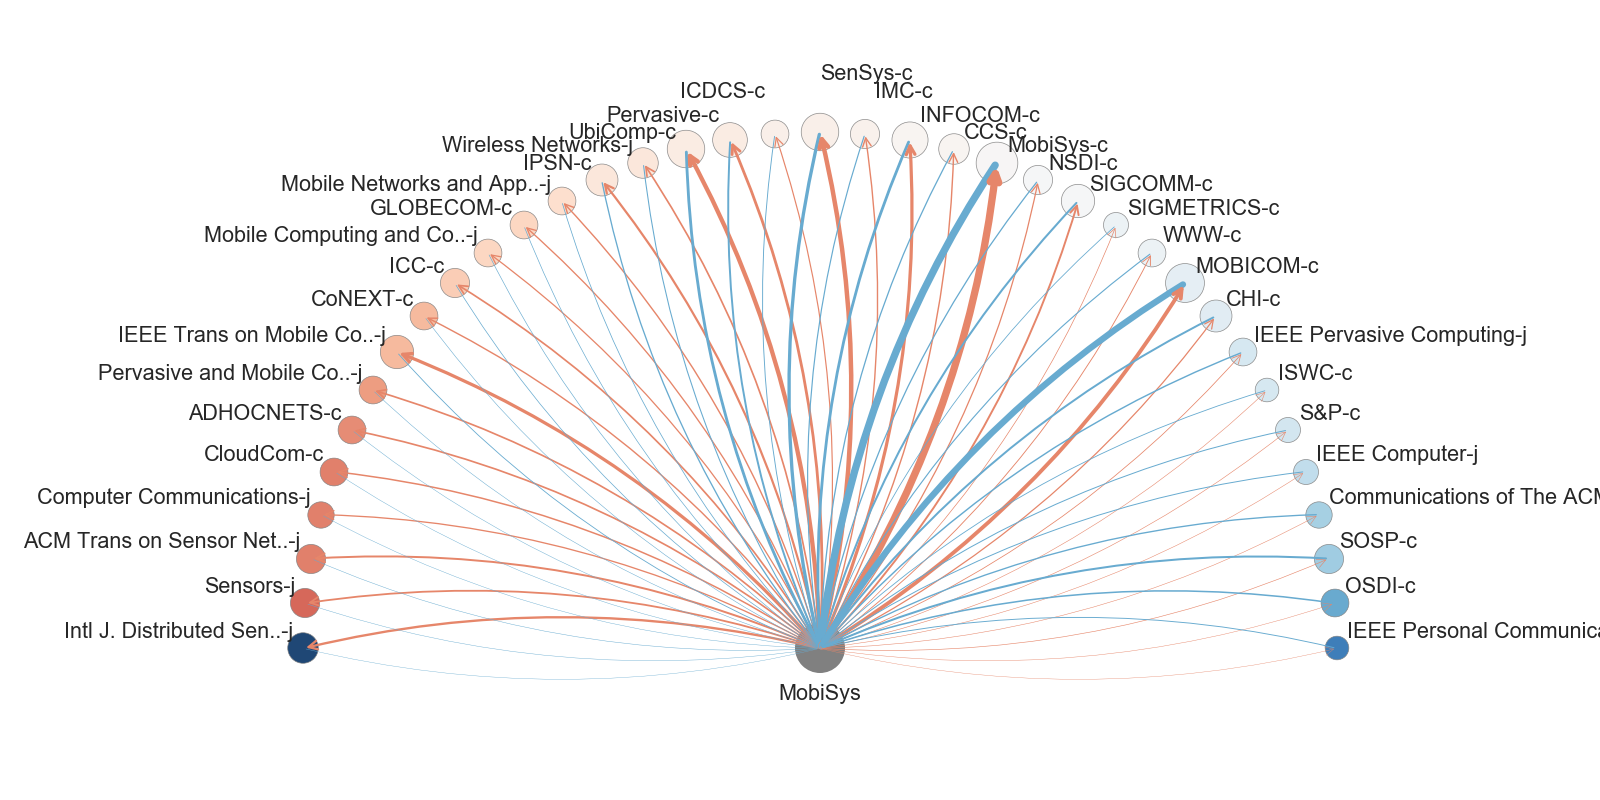 SenSys-c
ICDCS-c
IMC-c
Pervasive-c
INFOCOM-c
UbiComp-c
CCS-c
Wireless Networks-j
MobiSys-c
IPSN-c
NSDI-c
Mobile Networks and App..-j
SIGCOMM-c
GLOBECOM-c
SIGMETRICS-c
Mobile Computing and Co..-j
WWW-c
ICC-c
MOBICOM-c
CoNEXT-c
CHI-c
IEEE Trans on Mobile Co..-j
IEEE Pervasive Computing-j
Pervasive and Mobile Co..-j
ISWC-c
ADHOCNETS-c
S&P-c
CloudCom-c
IEEE Computer-j
Computer Communications-j
Communications of The ACM
ACM Trans on Sensor Net..-j
SOSP-c
Sensors-j
OSDI-c
Intl J. Distributed Sen..-j
IEEE Personal Communica
MobiSys